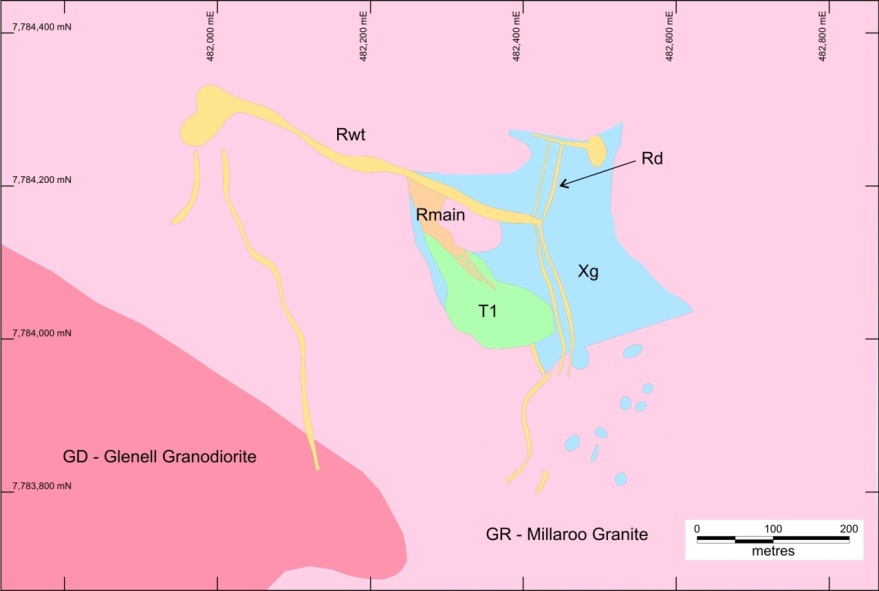 7,784,400 mN
482,000 mE
482,200 mE
482,400 mE
482,600 mE
482,800 mE
Rwt
Rd
7,784,200 mN
Rmain
Xg
T1
7,784,000 mN
GD - Glenell Granodiorite
7,783,800 mN
GR - Millaroo Granite
0 100 200
metres